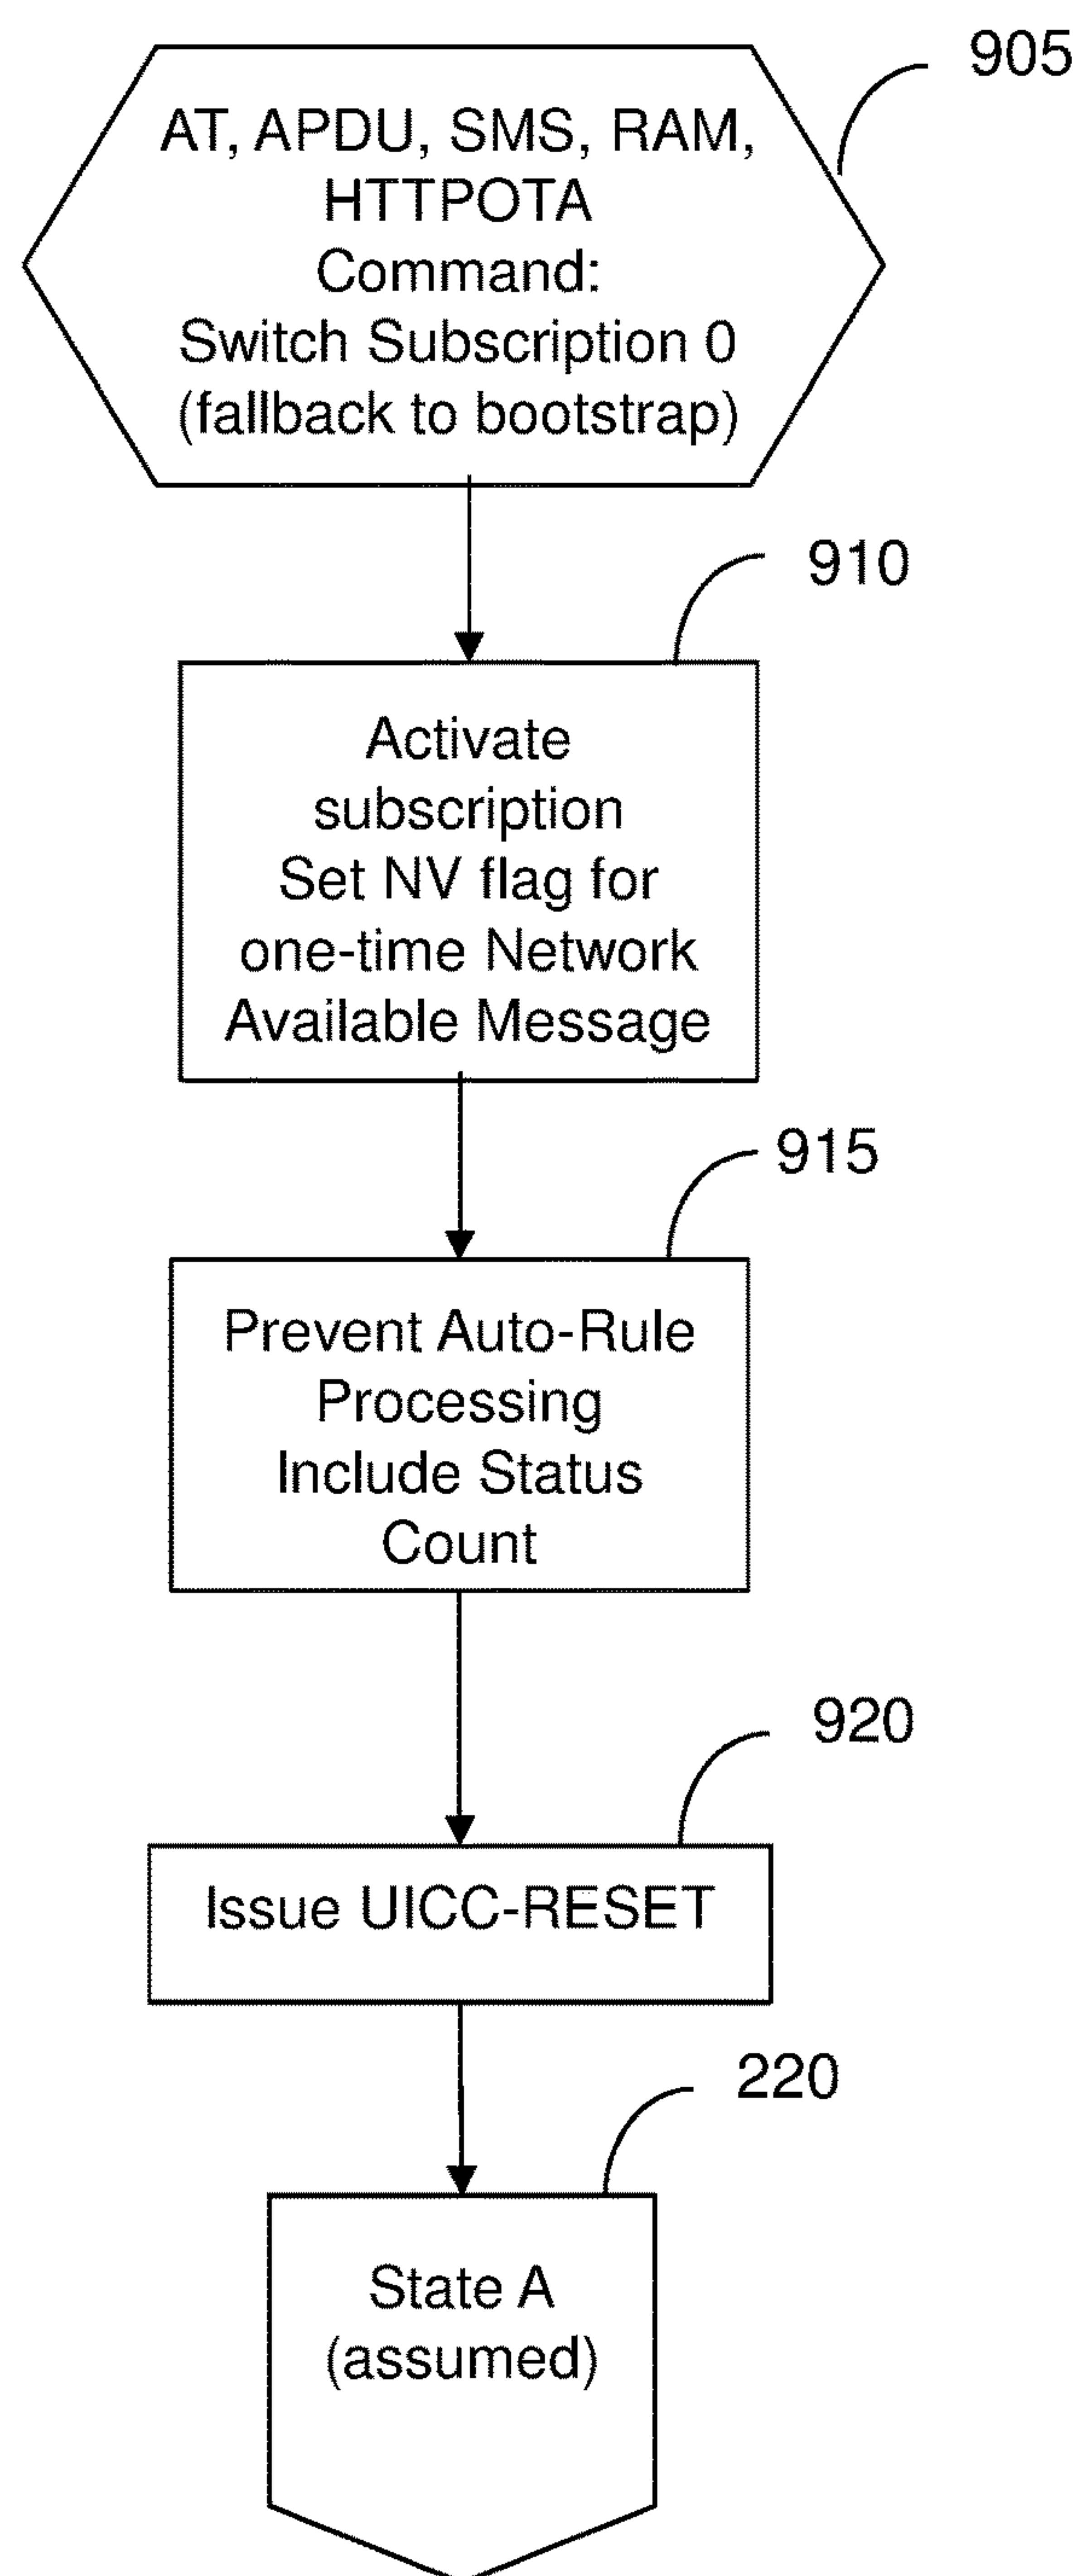 905
AT, APDU, SMS, RAM,
HTTPOTA
Command:
Switch Subscription 0
(fallback to bootstrap)
910
Activate
subscription
Set NV flag for
one-time Network
Available Message
915
Prevent Auto-Rule
Processing
Include Status
Count
920
Issue UICC-RESET
220
State A
(assumed)